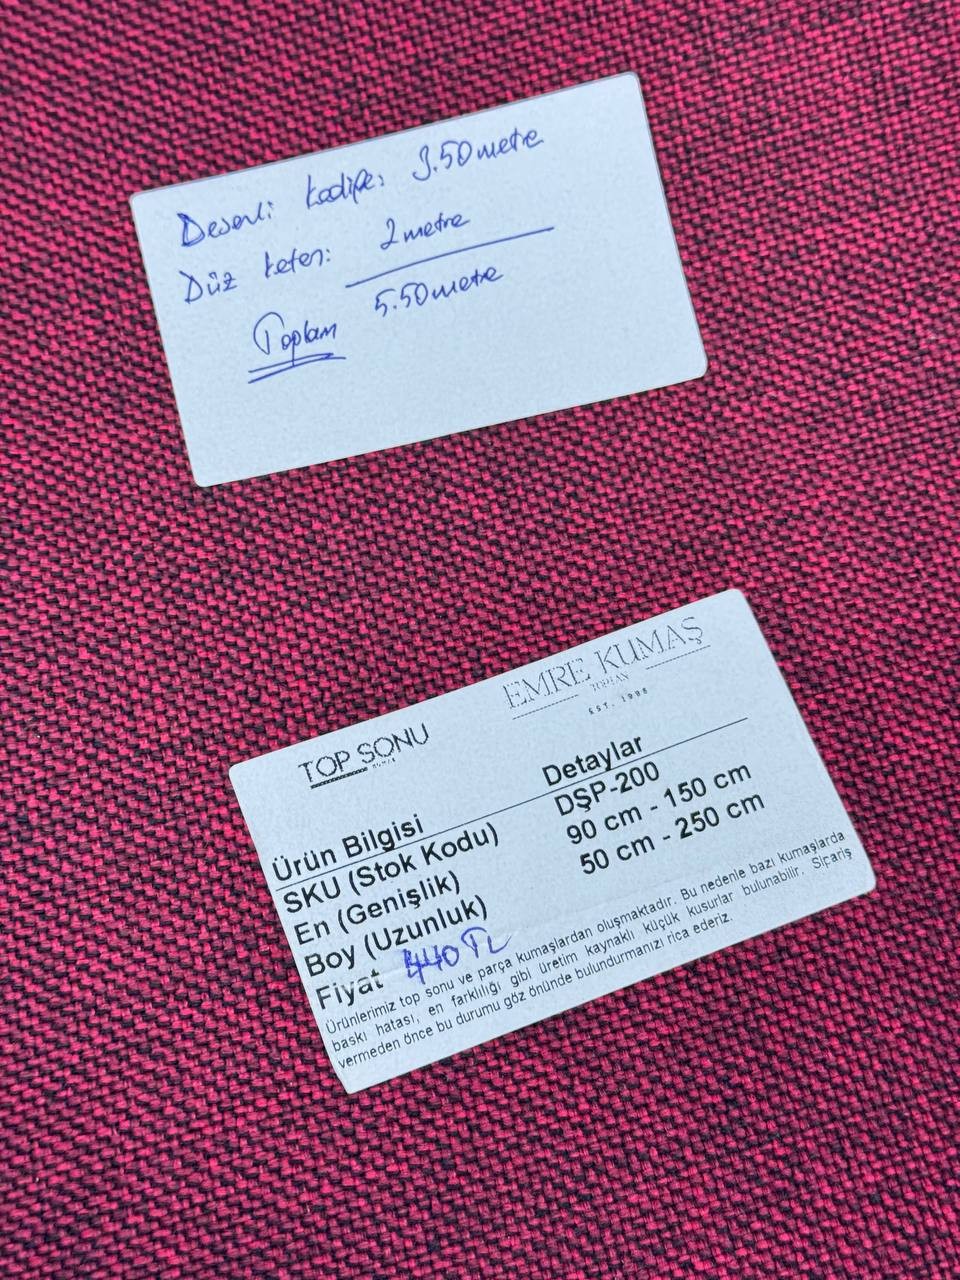 Desenli kadife: 3.50 metre
Düz keten: 2 metre
5.50 metre
Toplam
TOP SONU
EMRE KUMAŞ
TOPTAN
EST. 1998
Ürün Bilgisi Detaylar
SKU (Stok Kodu) DŞP-200
En (Genişlik) 90 cm - 150 cm
Boy (Uzunluk) 50 cm - 250 cm
Fiyat 440 TL
Ürünlerimiz top sonu ve parça kumaşlardan oluşmaktadır. Bu nedenle bazı kumaşlarda
baskı hatası, en farklılığı gibi üretim kaynaklı küçük kusurlar bulunabilir. Sipariş
vermeden önce bu durumu göz önünde bulundurmanızı rica ederiz.